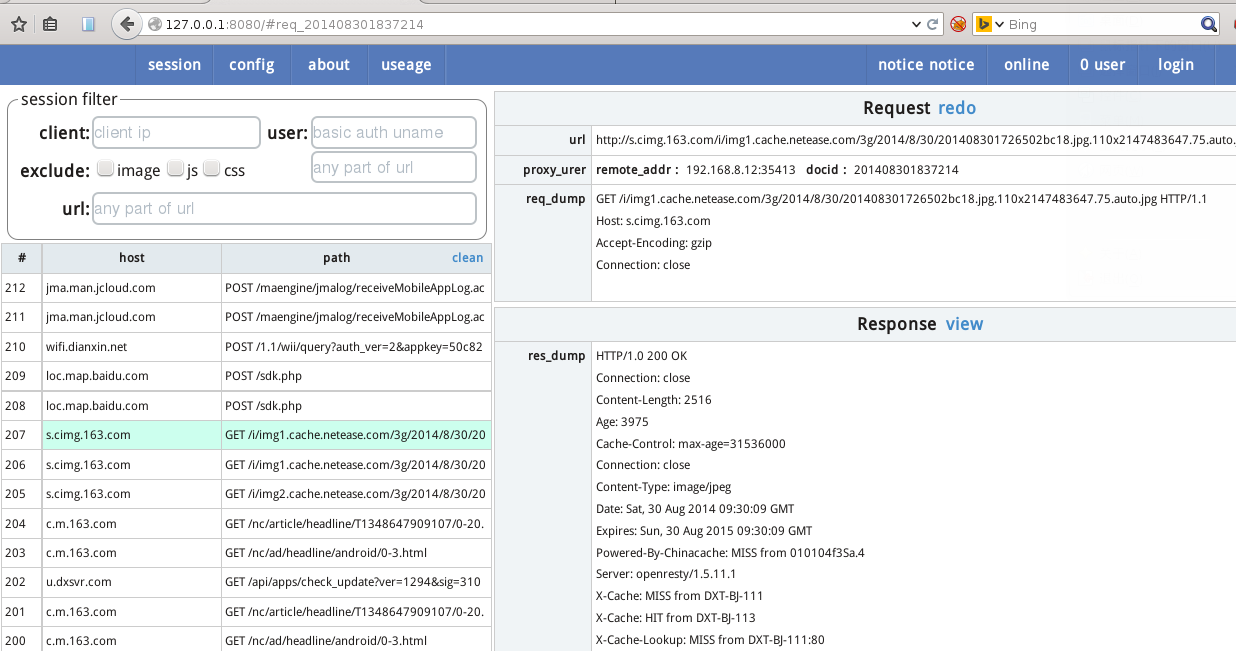 127.0.0.1:8080/#req_201408301837214
Bing
session config about useage notice notice online 0 user login
session filter
client: client ip user: basic auth uname
exclude: image js css any part of url
url: any part of url
# host path clean
212 jma.man.jcloud.com POST /maengine/jmalog/receiveMobileAppLog.ac
211 jma.man.jcloud.com POST /maengine/jmalog/receiveMobileAppLog.ac
210 wifi.dianxin.net POST /1.1/wii/query?auth_ver=2&appkey=50c82
209 loc.map.baidu.com POST /sdk.php
208 loc.map.baidu.com POST /sdk.php
207 s.cimg.163.com GET /i/img1.cache.netease.com/3g/2014/8/30/20
206 s.cimg.163.com GET /i/img1.cache.netease.com/3g/2014/8/30/20
205 s.cimg.163.com GET /i/img2.cache.netease.com/3g/2014/8/30/20
204 c.m.163.com GET /nc/article/headline/T1348647909107/0-20.
203 c.m.163.com GET /nc/ad/headline/android/0-3.html
202 u.dxsvr.com GET /api/apps/check_update?ver=1294&sig=310
201 c.m.163.com GET /nc/article/headline/T1348647909107/0-20.
200 c.m.163.com GET /nc/ad/headline/android/0-3.html
Request redo
url http://s.cimg.163.com/i/img1.cache.netease.com/3g/2014/8/30/201408301726502bc18.jpg.110x2147483647.75.auto.
proxy_urer remote_addr : 192.168.8.12:35413 docid : 201408301837214
req_dump GET /i/img1.cache.netease.com/3g/2014/8/30/201408301726502bc18.jpg.110x2147483647.75.auto.jpg HTTP/1.1
Host: s.cimg.163.com
Accept-Encoding: gzip
Connection: close
Response view
res_dump HTTP/1.0 200 OK
Connection: close
Content-Length: 2516
Age: 3975
Cache-Control: max-age=31536000
Connection: close
Content-Type: image/jpeg
Date: Sat, 30 Aug 2014 09:30:09 GMT
Expires: Sun, 30 Aug 2015 09:30:09 GMT
Powered-By-Chinacache: MISS from 010104f3Sa.4
Server: openresty/1.5.11.1
X-Cache: MISS from DXT-BJ-111
X-Cache: HIT from DXT-BJ-113
X-Cache-Lookup: MISS from DXT-BJ-111:80